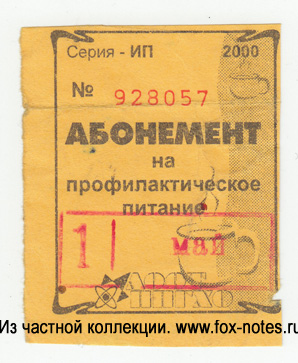 Серия - ИП 2000
№ 928057
АБОНЕМЕНТ
на
профилактическое
питание
1 МАЙ
Из частной коллекции. www.fox-notes.ru